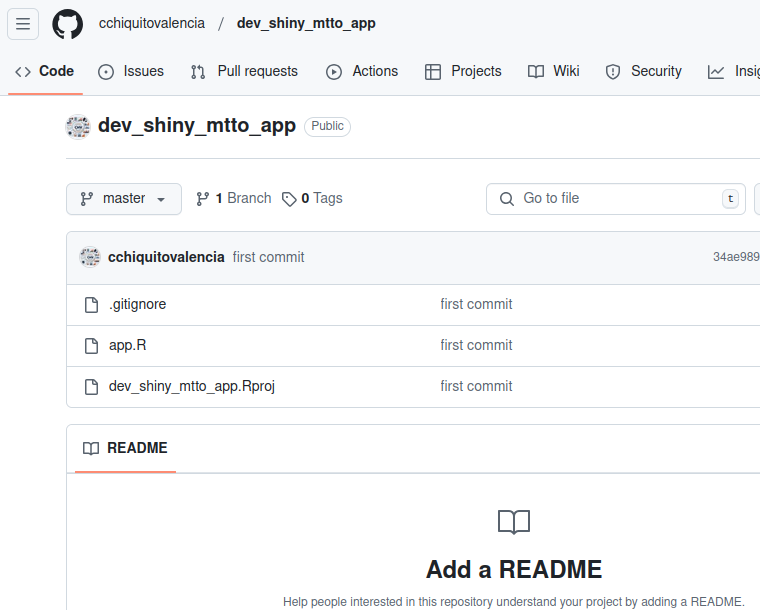 cchiquitovalencia / dev_shiny_mtto_app
Code Issues Pull requests Actions Projects Wiki Security Insig
dev_shiny_mtto_app Public
master 1 Branch 0 Tags Go to file t
cchiquitovalencia first commit 34ae989
.gitignore first commit
app.R first commit
dev_shiny_mtto_app.Rproj first commit
README
Add a README
Help people interested in this repository understand your project by adding a README.